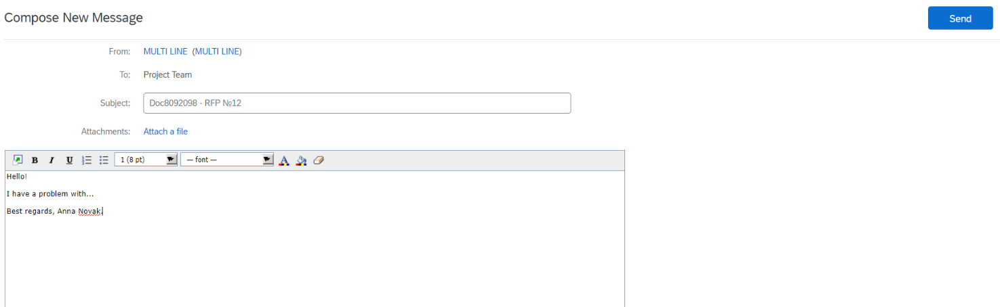 Compose New Message
Send
From: MULTI LINE (MULTI LINE)
To: Project Team
Subject: Doc8092098 - RFP №12
Attachments: Attach a file
B I U 1 (8 pt) — font — A
Hello!
I have a problem with...
Best regards, Anna Novak.